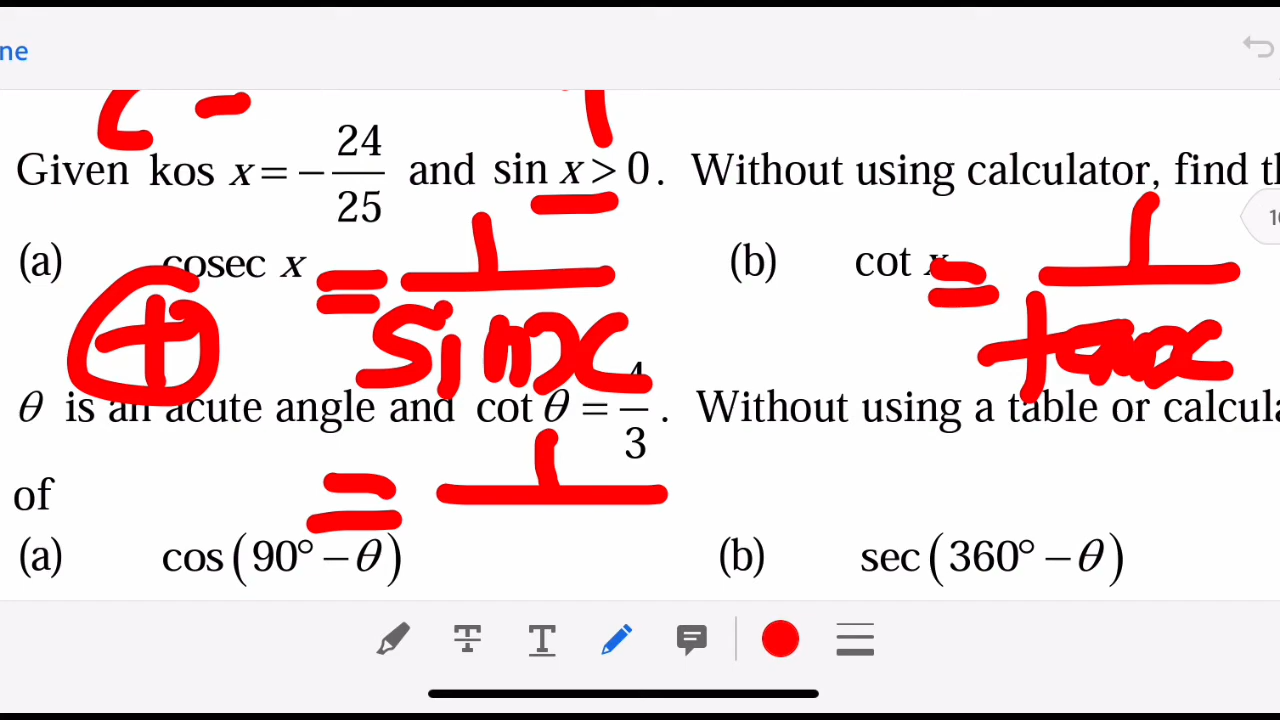 ne
Given kos x = − 24/25 and sin x > 0. Without using calculator, find th
10
(a) cosec x = 1/sin x (b) cot x = 1/tan x
+
θ is an acute angle and cot θ = 4/3. Without using a table or calcula
= 1
of
(a) cos(90° − θ) (b) sec(360° − θ)
T T